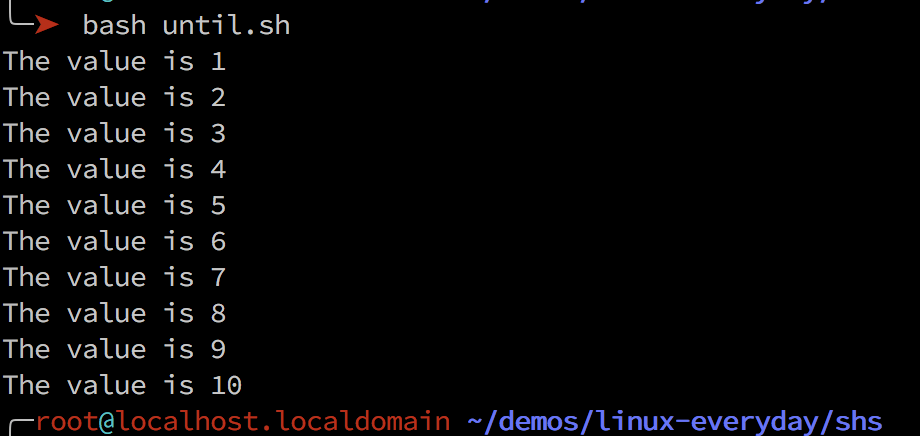 ➤ bash until.sh
The value is 1
The value is 2
The value is 3
The value is 4
The value is 5
The value is 6
The value is 7
The value is 8
The value is 9
The value is 10
root@localhost.localdomain ~/demos/linux-everyday/shs